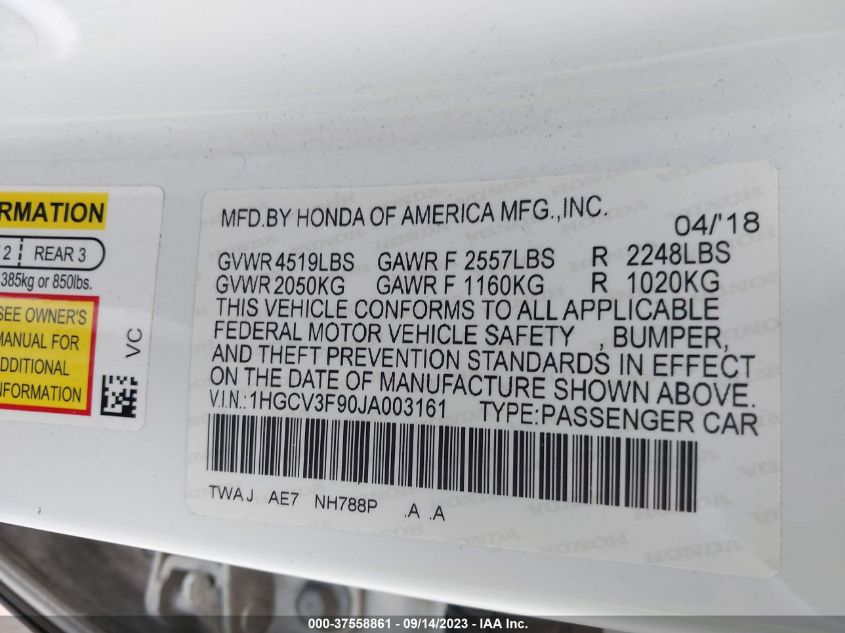 RMATION
2 REAR 3
385kg or 850lbs.
SEE OWNER'S
MANUAL FOR
ADDITIONAL
INFORMATION
VC
MFD.BY HONDA OF AMERICA MFG.,INC.
04/'18
GVWR 4519LBS GAWR F 2557LBS R 2248LBS
GVWR 2050KG GAWR F 1160KG R 1020KG
THIS VEHICLE CONFORMS TO ALL APPLICABLE
FEDERAL MOTOR VEHICLE SAFETY , BUMPER,
AND THEFT PREVENTION STANDARDS IN EFFECT
ON THE DATE OF MANUFACTURE SHOWN ABOVE.
V.I.N.:1HGCV3F90JA003161 TYPE:PASSENGER CAR
TWAJ AE7 NH788P .A .A
000-37558861 - 09/14/2023 - IAA Inc.